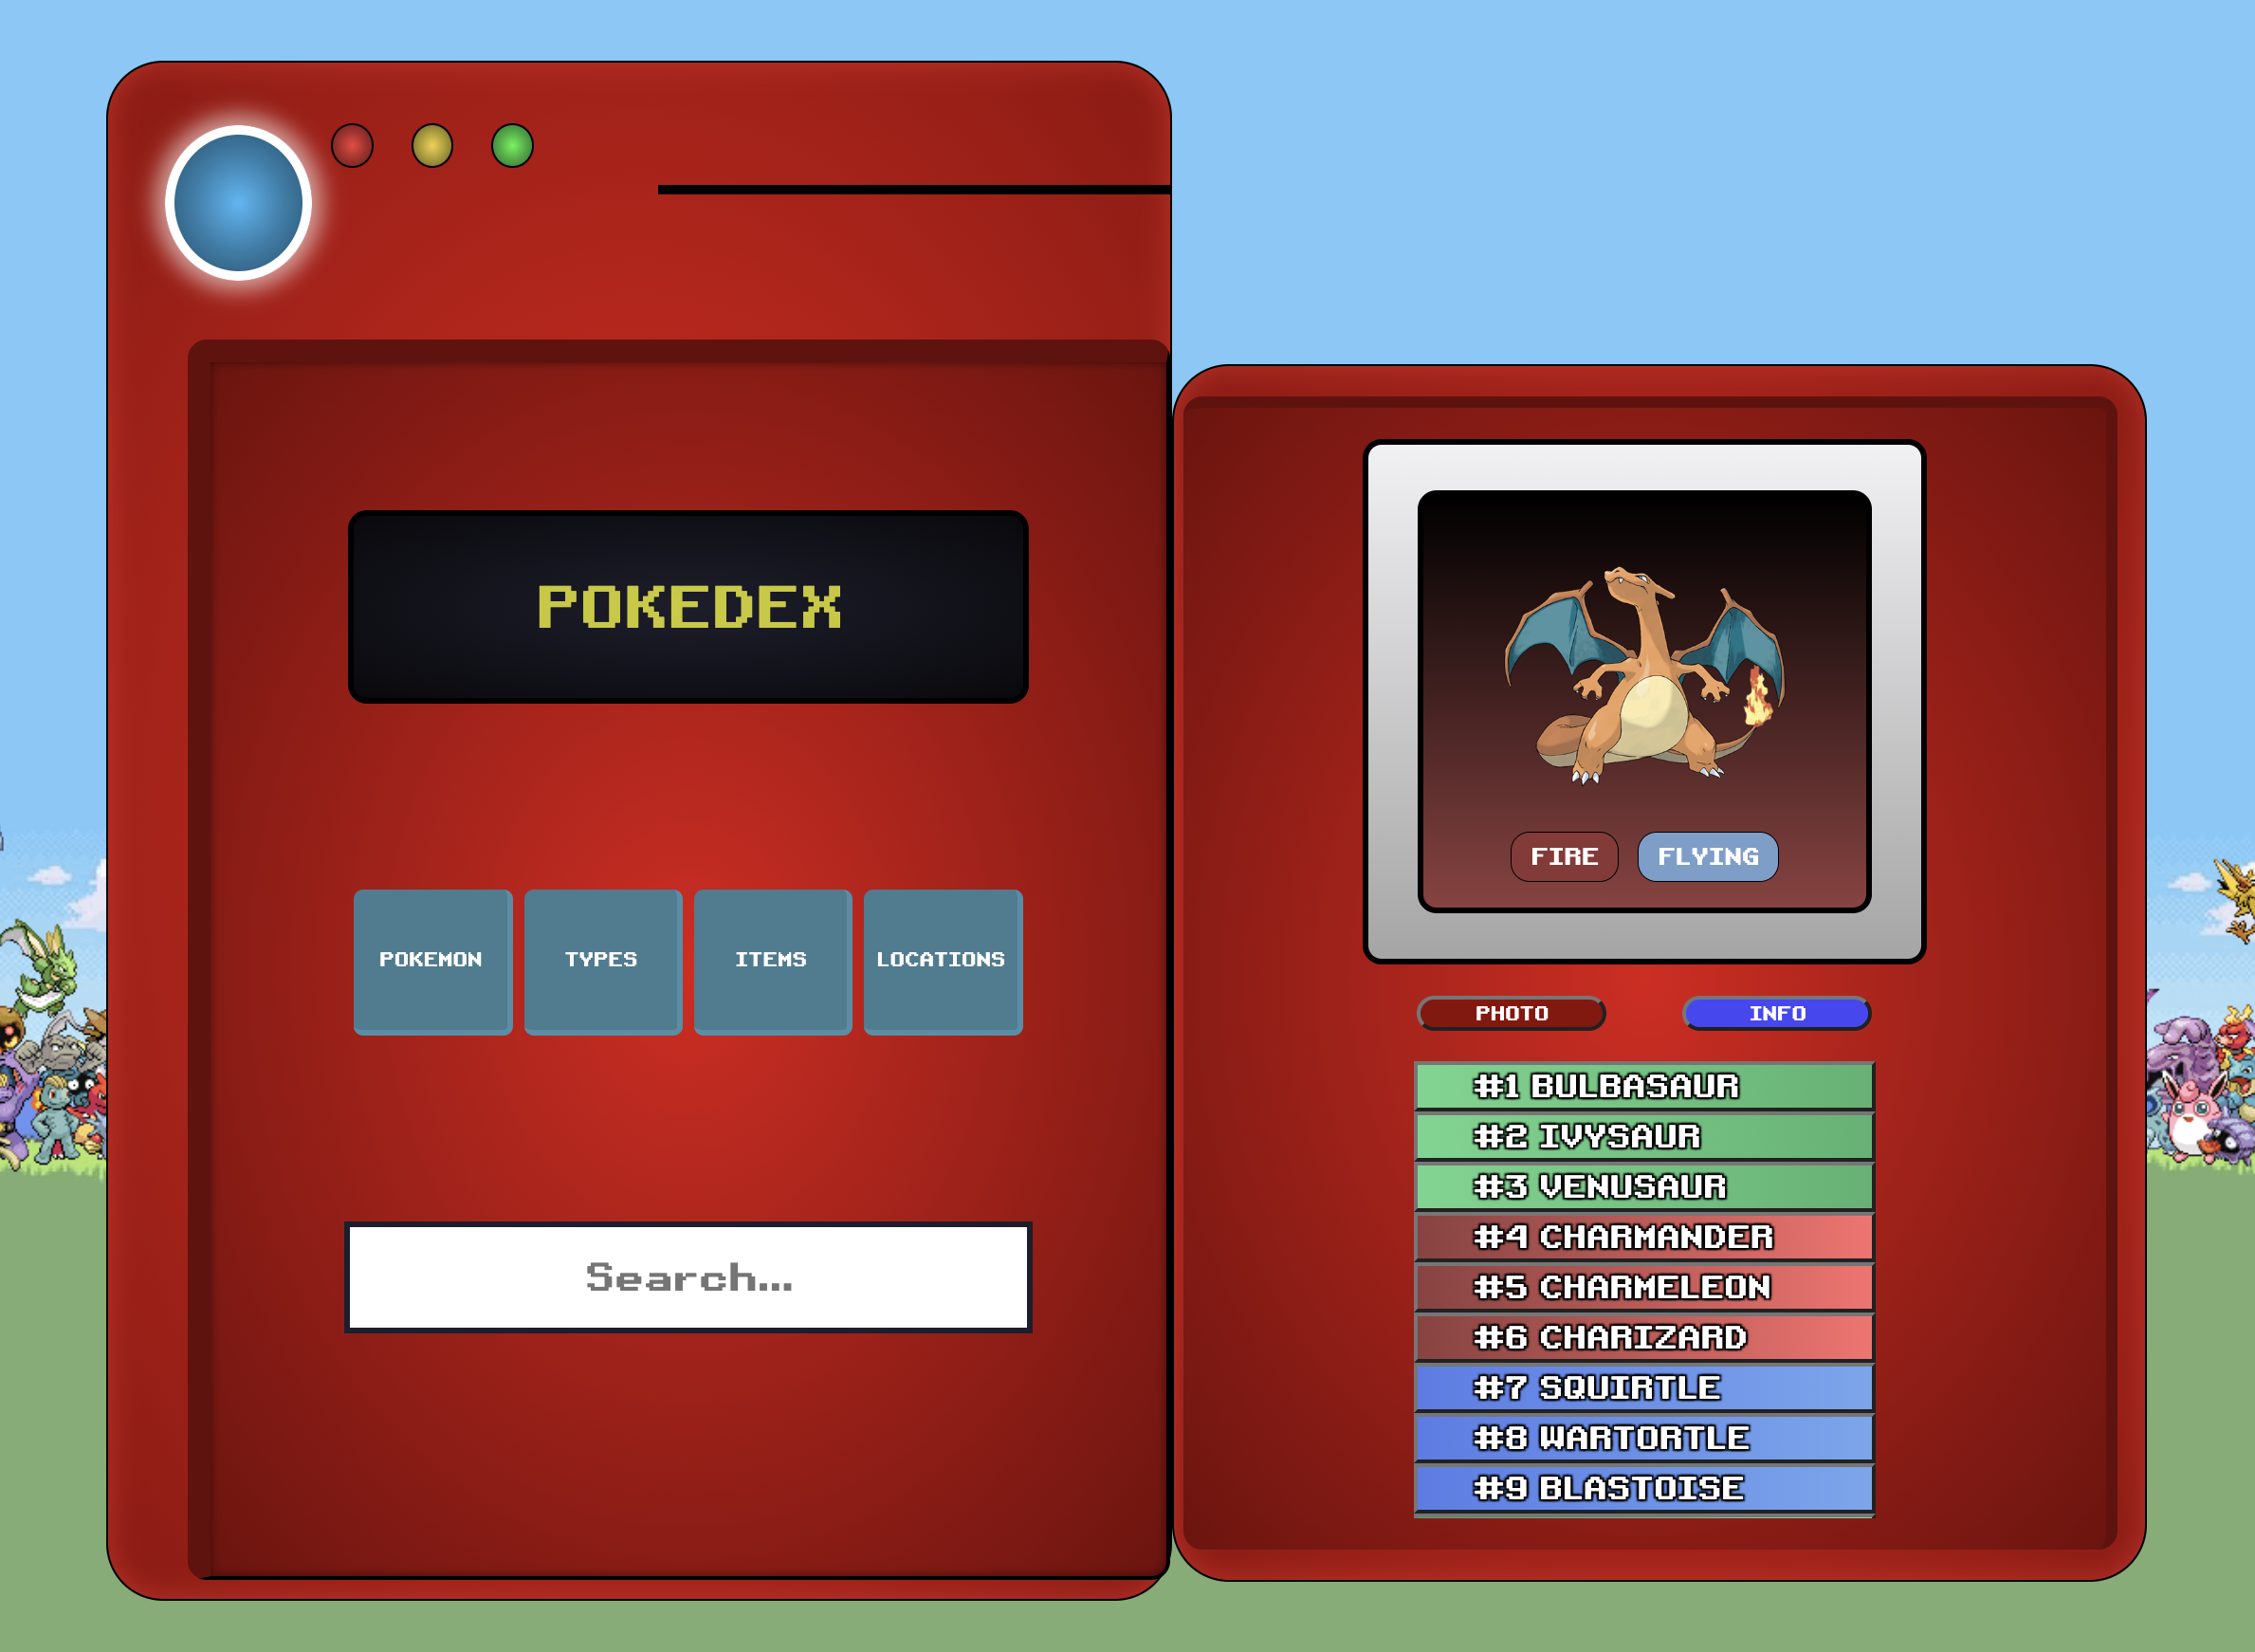 POKEDEX
POKEMON TYPES ITEMS LOCATIONS
Search...
FIRE FLYING
PHOTO INFO
#1 BULBASAUR
#2 IVYSAUR
#3 VENUSAUR
#4 CHARMANDER
#5 CHARMELEON
#6 CHARIZARD
#7 SQUIRTLE
#8 WARTORTLE
#9 BLASTOISE